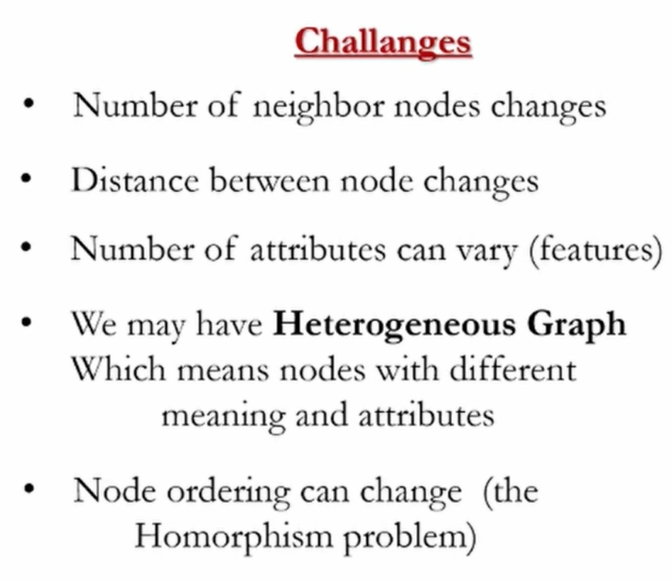 Challanges
• Number of neighbor nodes changes
• Distance between node changes
• Number of attributes can vary (features)
• We may have Heterogeneous Graph
Which means nodes with different
meaning and attributes
• Node ordering can change (the
Homorphism problem)